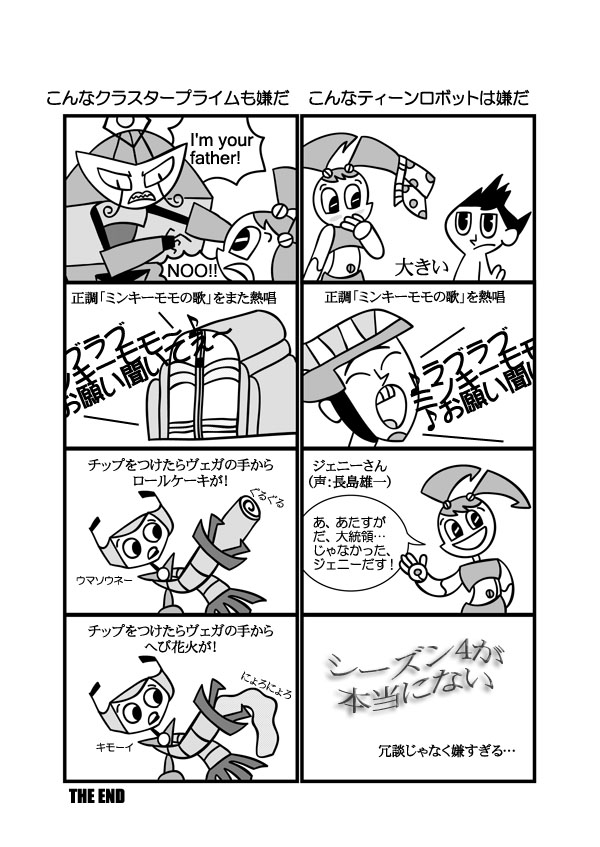 こんなティーンロボットは嫌だ
大きい
正調「ミンキーモモの歌」を熱唱
♪ラブラブ
ミンキーモモ
♪お願い聞い
ジェニーさん
（声：長島雄一）
あ、あたすが
だ、大統領…
じゃなかった、
ジェニーだす！
シーズン4が
本当にない
冗談じゃなく嫌すぎる…
こんなクラスタープライムも嫌だ
I'm your
father!
NOO!!
正調「ミンキーモモの歌」をまた熱唱
ブラブ
ンキーモモ〜♪
お願い聞いてえ〜
チップをつけたらヴェガの手から
ロールケーキが！
ぐるぐる
ウマソウネー
チップをつけたらヴェガの手から
へび花火が！
にょろにょろ
キモーイ
THE END